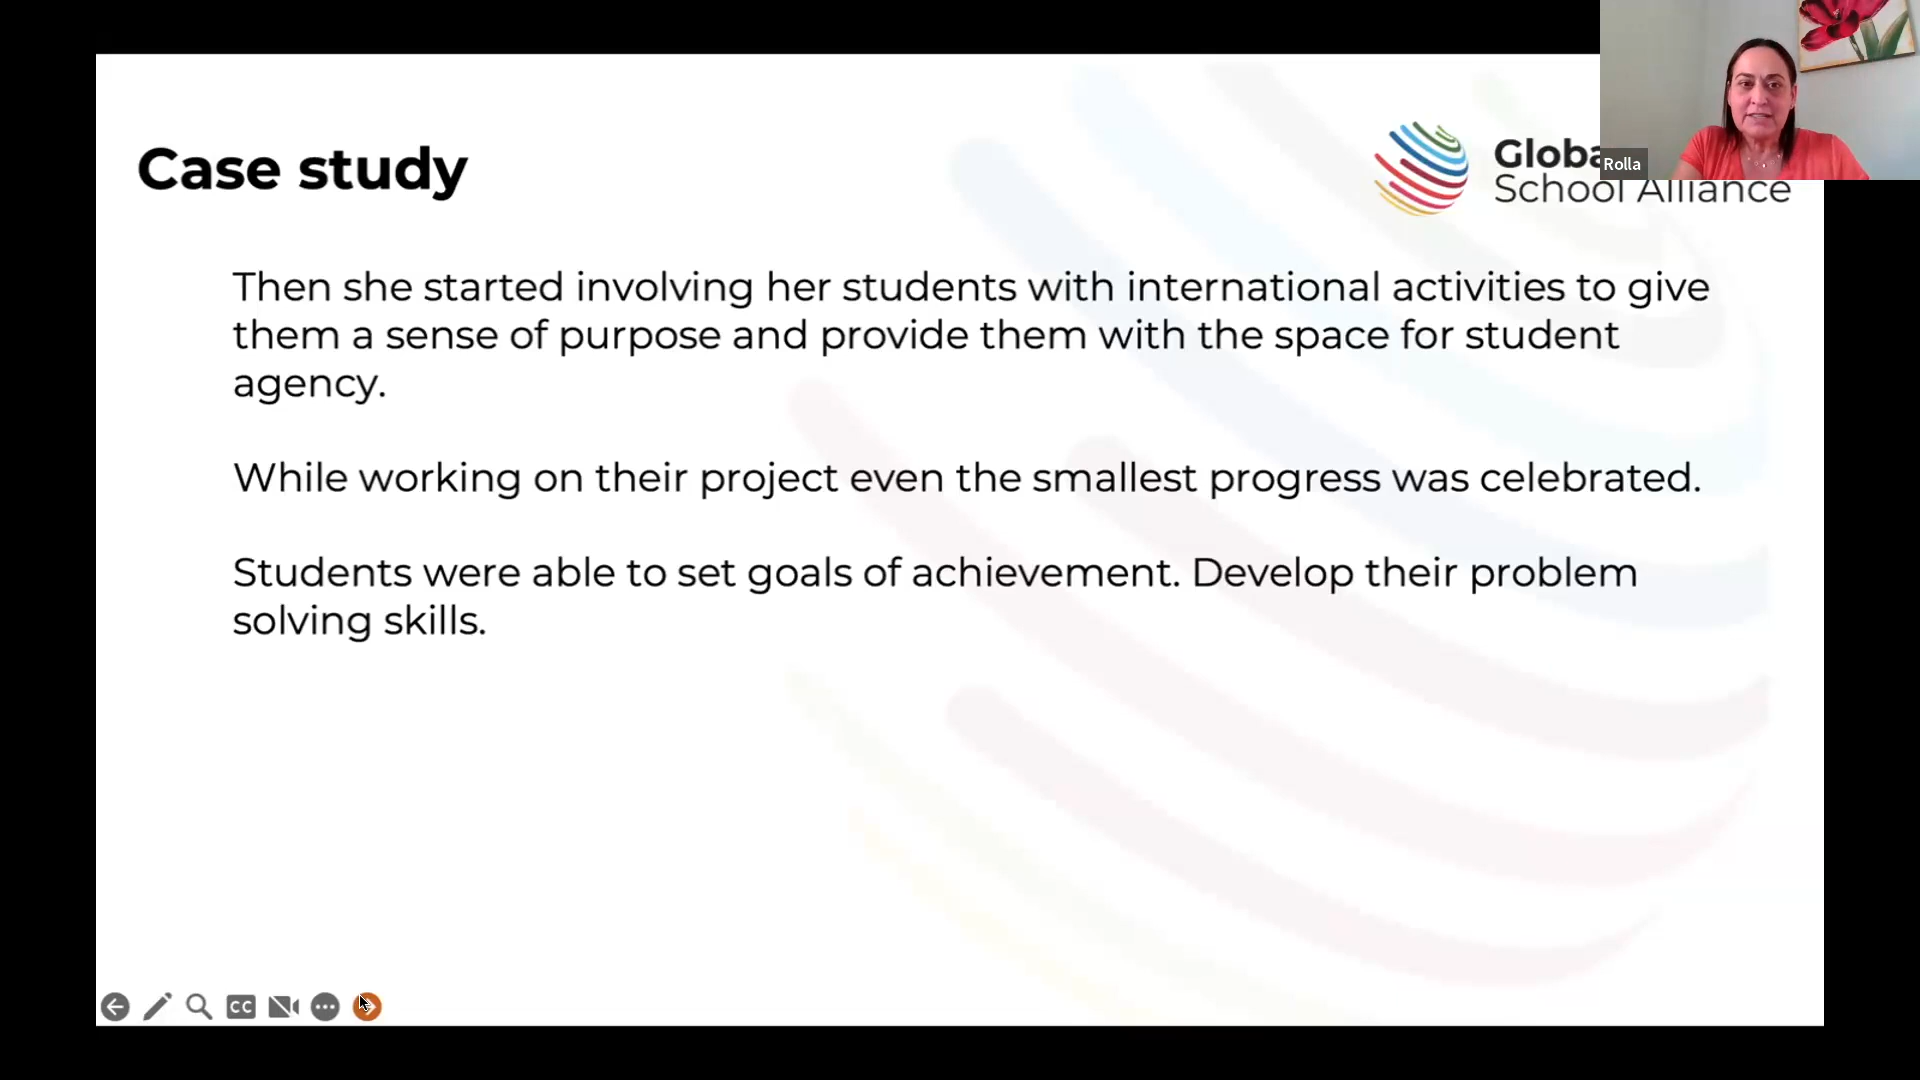 Case study
Globa
School Alliance
Rolla
Then she started involving her students with international activities to give
them a sense of purpose and provide them with the space for student
agency.
While working on their project even the smallest progress was celebrated.
Students were able to set goals of achievement. Develop their problem
solving skills.
CC